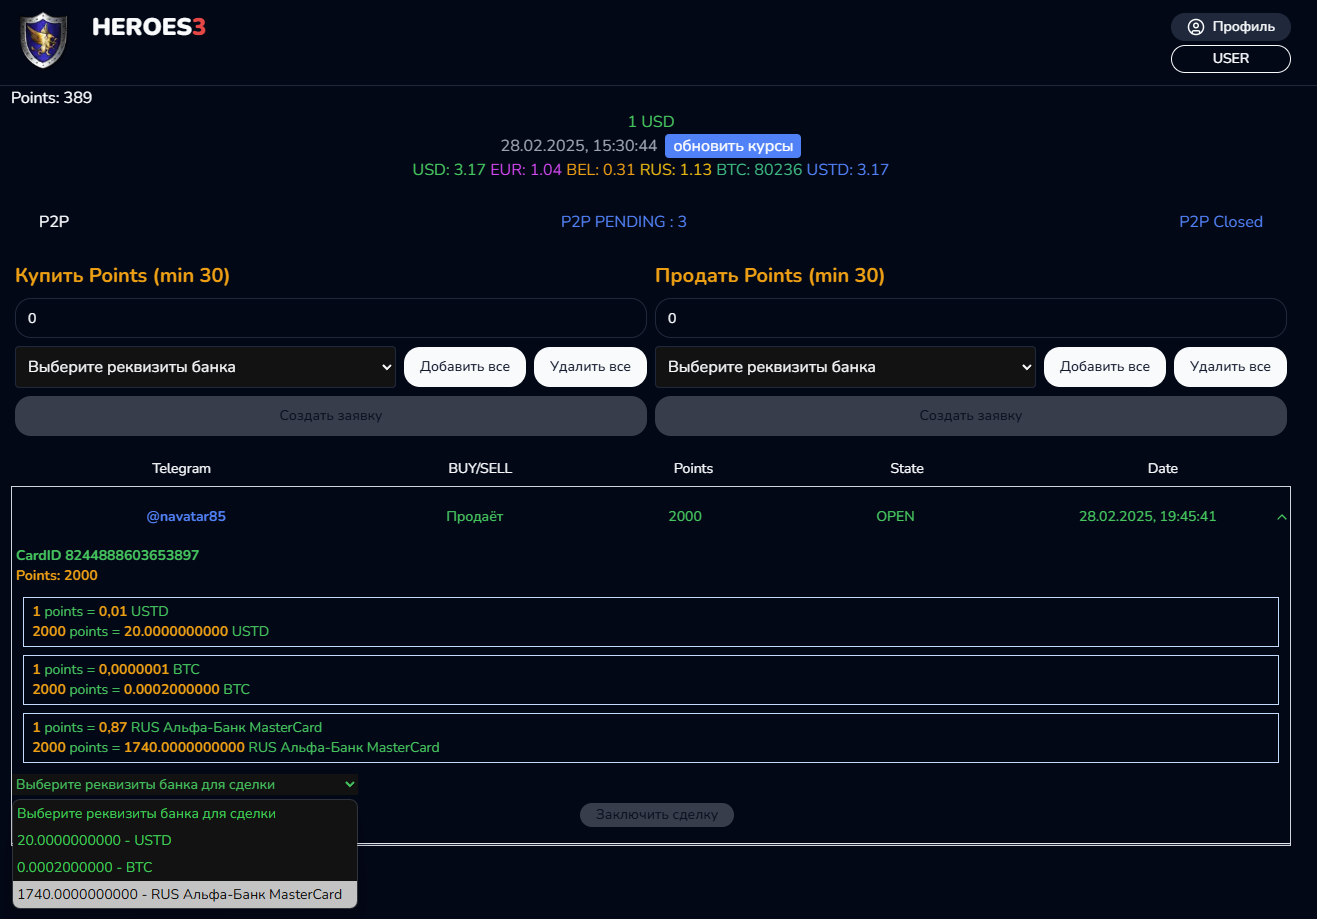 HEROES3
Профиль
USER
Points: 389
1 USD
28.02.2025, 15:30:44 обновить курсы
USD: 3.17 EUR: 1.04 BEL: 0.31 RUS: 1.13 BTC: 80236 USTD: 3.17
P2P P2P PENDING : 3 P2P Closed
Купить Points (min 30)
0
Выберите реквизиты банка Добавить все Удалить все
Создать заявку
Продать Points (min 30)
0
Выберите реквизиты банка Добавить все Удалить все
Создать заявку
Telegram BUY/SELL Points State Date
@navatar85 Продаёт 2000 OPEN 28.02.2025, 19:45:41
CardID 8244888603653897
Points: 2000
1 points = 0,01 USTD
2000 points = 20.0000000000 USTD
1 points = 0,0000001 BTC
2000 points = 0.0002000000 BTC
1 points = 0,87 RUS Альфа-Банк MasterCard
2000 points = 1740.0000000000 RUS Альфа-Банк MasterCard
Выберите реквизиты банка для сделки
Выберите реквизиты банка для сделки
20.0000000000 - USTD
0.0002000000 - BTC
1740.0000000000 - RUS Альфа-Банк MasterCard
Заключить сделку